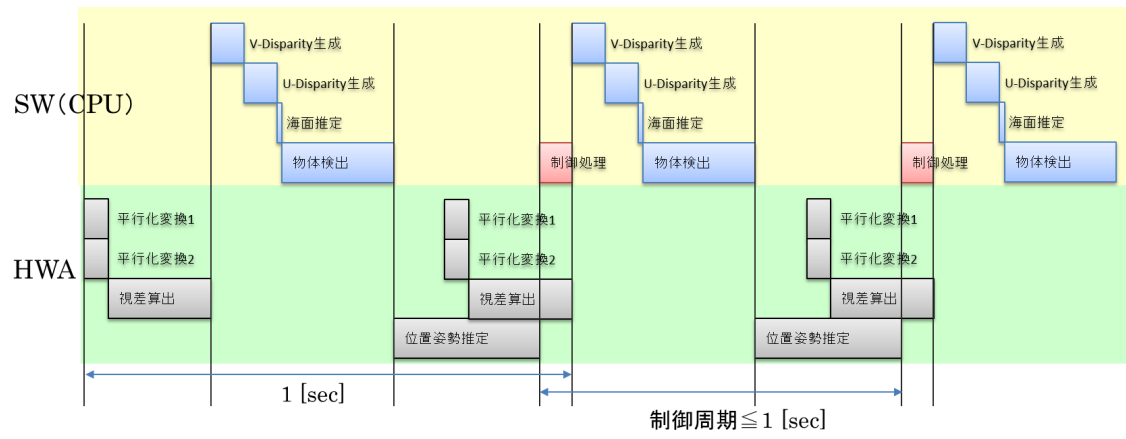 V-Disparity生成
V-Disparity生成
V-Disparity生成
U-Disparity生成
U-Disparity生成
U-Disparity生成
SW(CPU)
海面推定
海面推定
海面推定
物体検出
制御処理
物体検出
制御処理
物体検出
平行化変換1
平行化変換1
平行化変換1
HWA
平行化変換2
平行化変換2
平行化変換2
視差算出
視差算出
視差算出
位置姿勢推定
位置姿勢推定
1 [sec]
制御周期≦1 [sec]